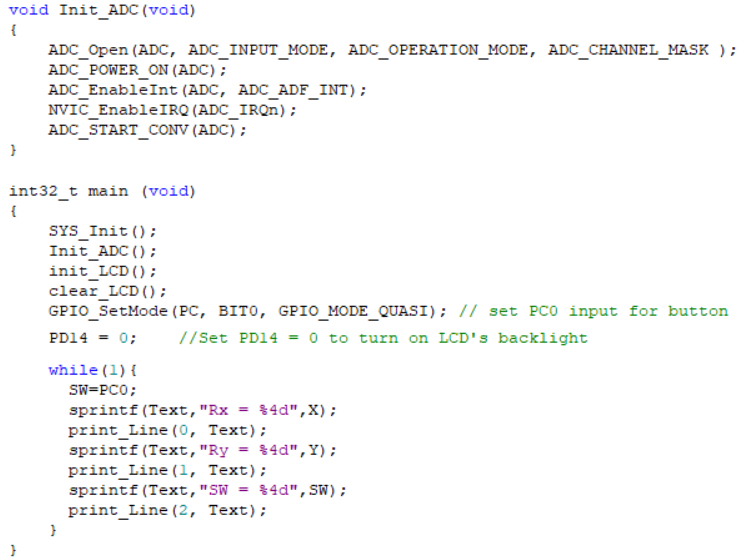 void Init_ADC(void)
{
    ADC_Open(ADC, ADC_INPUT_MODE, ADC_OPERATION_MODE, ADC_CHANNEL_MASK );
    ADC_POWER_ON(ADC);
    ADC_EnableInt(ADC, ADC_ADF_INT);
    NVIC_EnableIRQ(ADC_IRQn);
    ADC_START_CONV(ADC);
}

int32_t main (void)
{
    SYS_Init();
    Init_ADC();
    init_LCD();
    clear_LCD();
    GPIO_SetMode(PC, BIT0, GPIO_MODE_QUASI); // set PC0 input for button
    PD14 = 0;    //Set PD14 = 0 to turn on LCD's backlight
    while(1){
      SW=PC0;
      sprintf(Text,"Rx = %4d",X);
      print_Line(0, Text);
      sprintf(Text,"Ry = %4d",Y);
      print_Line(1, Text);
      sprintf(Text,"SW = %4d",SW);
      print_Line(2, Text);
    }
}